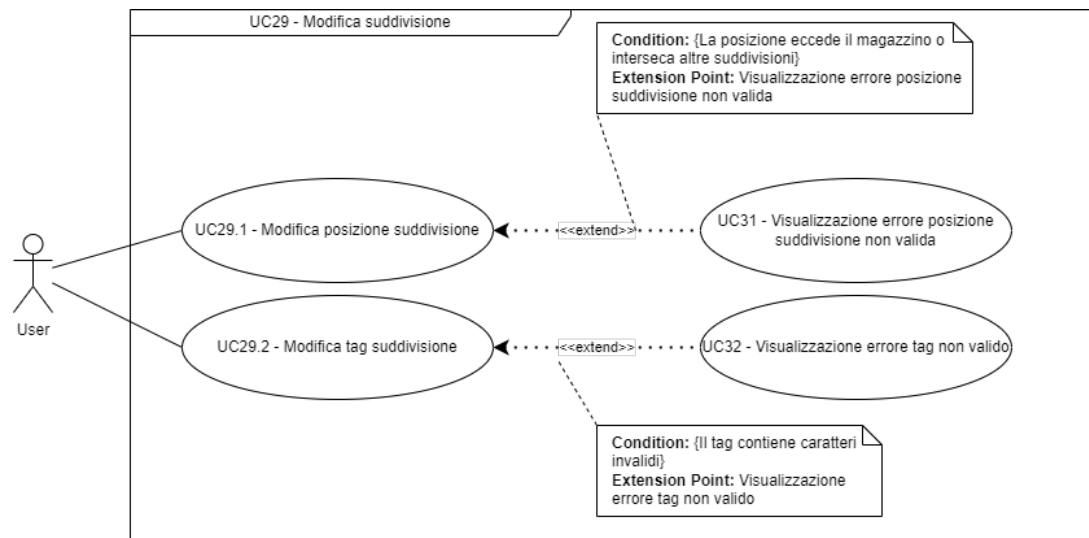 UC29 - Modifica suddivisione
Condition: {La posizione eccede il magazzino o
interseca altre suddivisioni}
Extension Point: Visualizzazione errore posizione
suddivisione non valida
UC29.1 - Modifica posizione suddivisione
<<extend>>
UC31 - Visualizzazione errore posizione
suddivisione non valida
User
UC29.2 - Modifica tag suddivisione
<<extend>>
UC32 - Visualizzazione errore tag non valido
Condition: {Il tag contiene caratteri
invalidi}
Extension Point: Visualizzazione
errore tag non valido